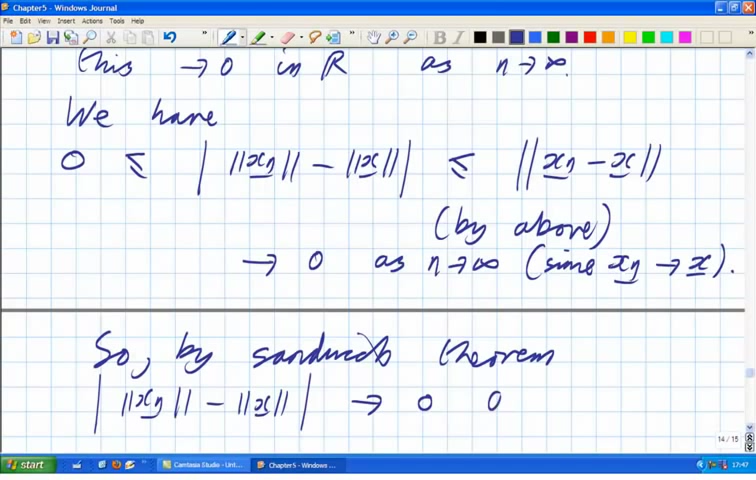 Chapter5 - Windows Journal
File Edit View Insert Actions Tools Help
this → 0 in ℝ as n → ∞.
We have
0 ≤ | ||xn|| - ||x|| | ≤ ||xn - x||
(by above)
→ 0 as n → ∞ (since xn → x).
So, by sandwich theorem
| ||xn|| - ||x|| | → 0 0
14 / 15
start Camtasia Studio - Unt... Chapter5 - Windows Jo... 17:47